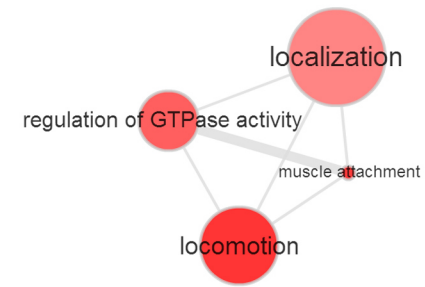 localization
regulation of GTPase activity
muscle attachment
locomotion